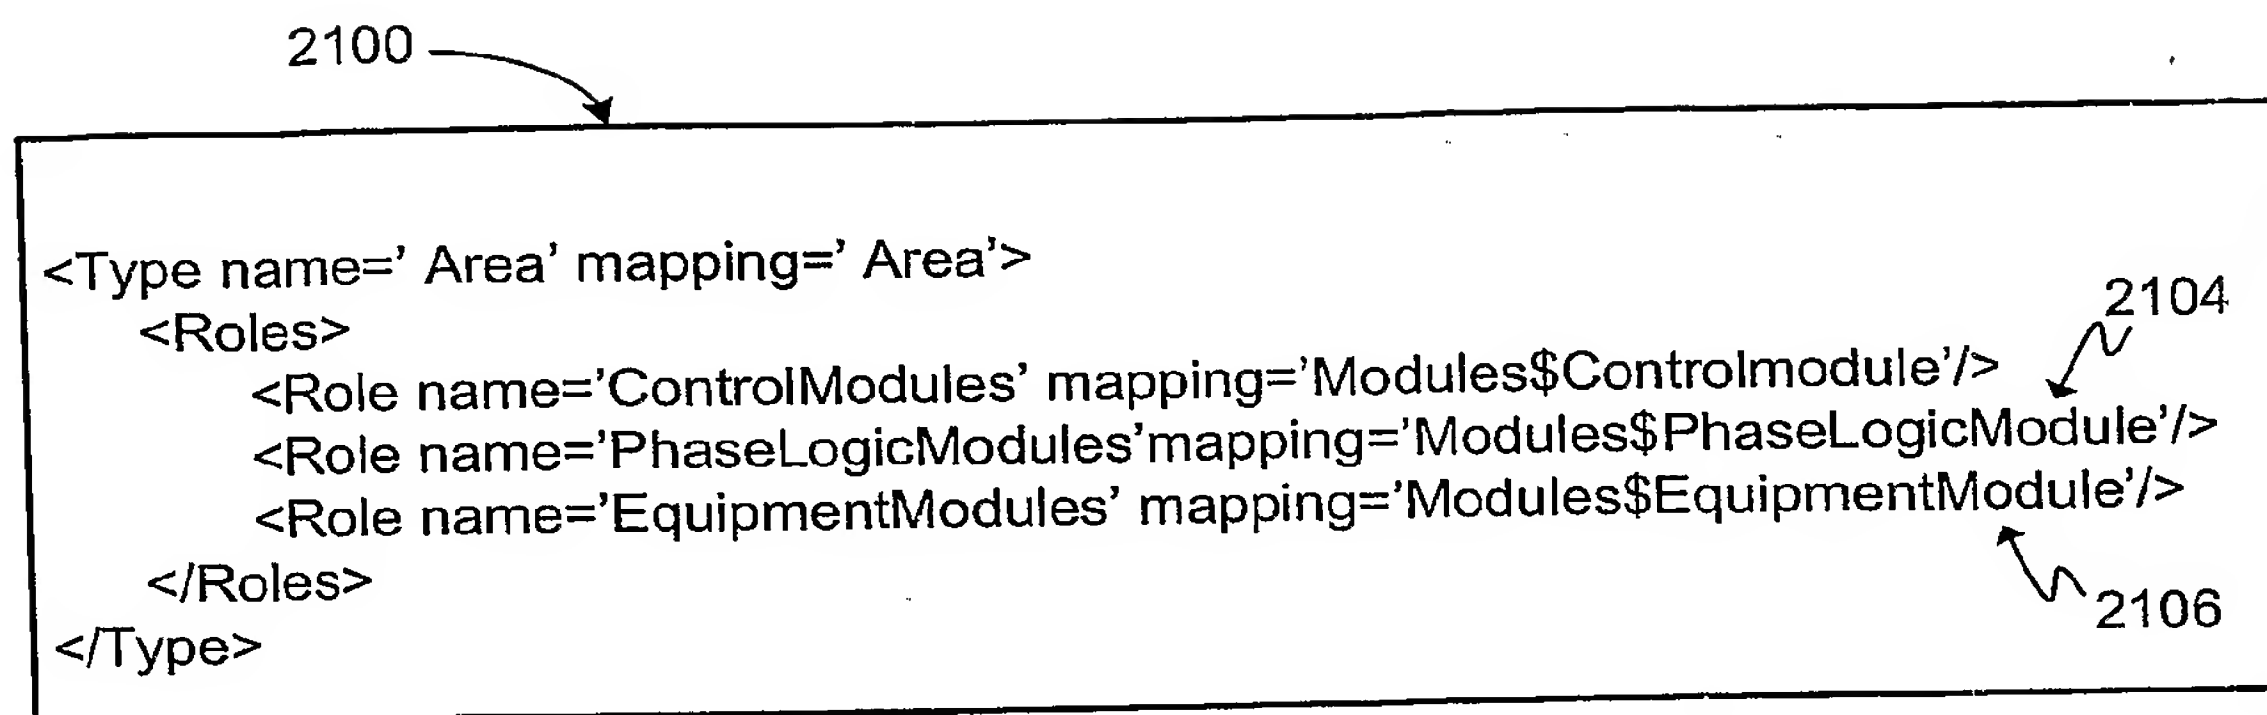 2100
<Type name=’ Area’ mapping=’ Area’>
<Roles>
2104
<Role name=’ControlModules’ mapping=’Modules$Controlmodule’/>
<Role name=’PhaseLogicModules’mapping=’Modules$PhaseLogicModule’/>
<Role name=’EquipmentModules’ mapping=’Modules$EquipmentModule’/>
</Roles>
2106
</Type>